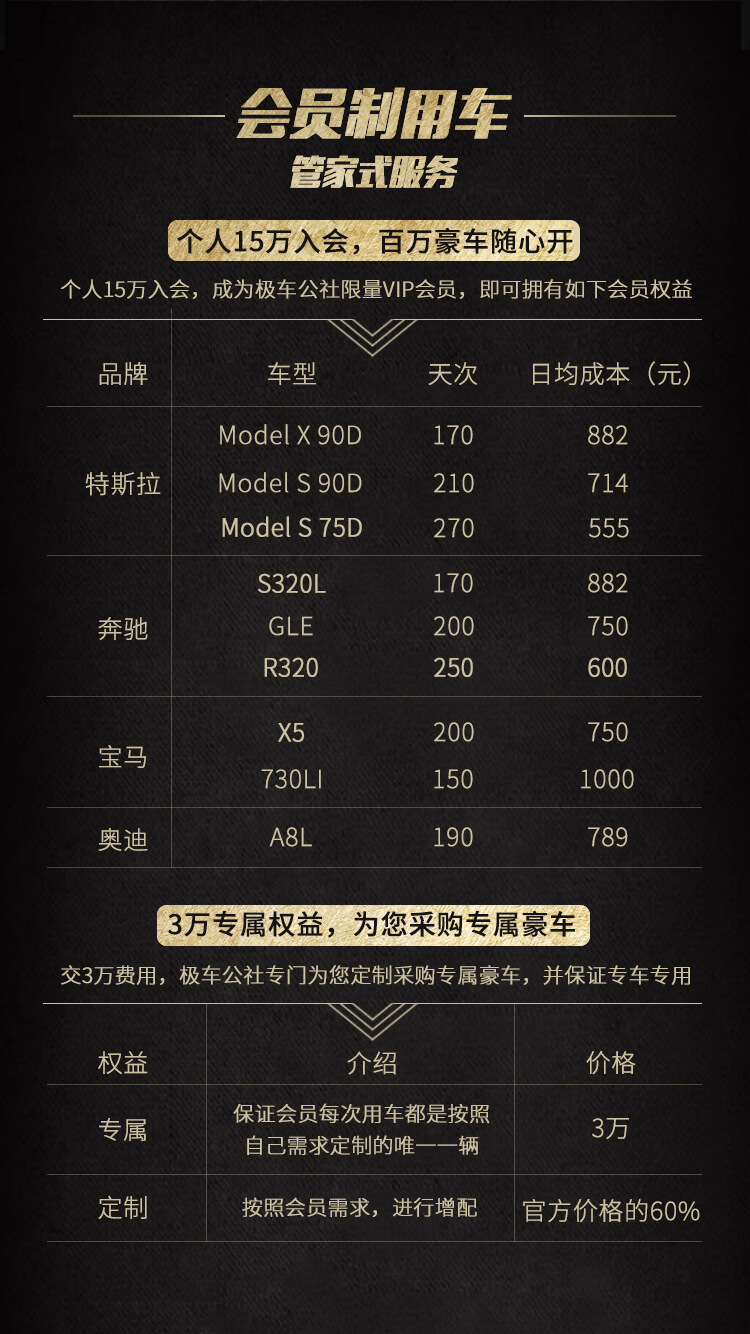 会员制用车
管家式服务
个人15万入会，百万豪车随心开
个人15万入会，成为极车公社限量VIP会员，即可拥有如下会员权益
品牌 车型 天次 日均成本（元）
特斯拉
Model X 90D 170 882
Model S 90D 210 714
Model S 75D 270 555
奔驰
S320L 170 882
GLE 200 750
R320 250 600
宝马
X5 200 750
730LI 150 1000
奥迪 A8L 190 789
3万专属权益，为您采购专属豪车
交3万费用，极车公社专门为您定制采购专属豪车，并保证专车专用
权益 介绍 价格
专属
保证会员每次用车都是按照
自己需求定制的唯一一辆
3万
定制 按照会员需求，进行增配 官方价格的60%